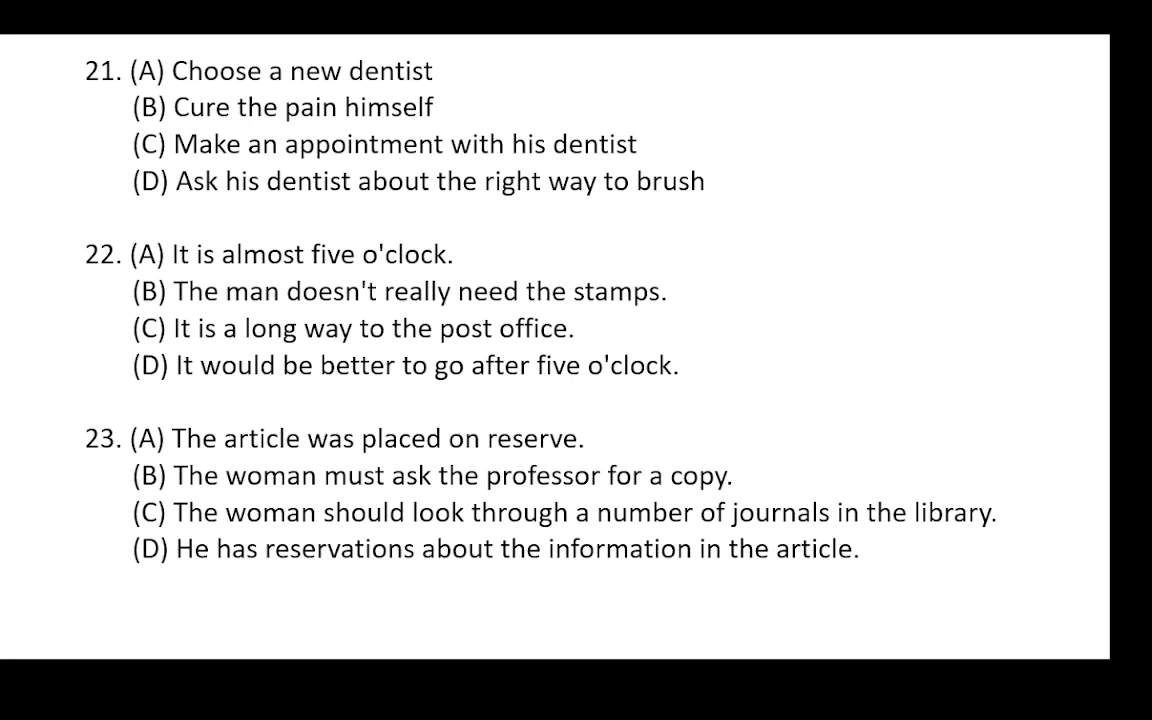 21. (A) Choose a new dentist
(B) Cure the pain himself
(C) Make an appointment with his dentist
(D) Ask his dentist about the right way to brush
22. (A) It is almost five o'clock.
(B) The man doesn't really need the stamps.
(C) It is a long way to the post office.
(D) It would be better to go after five o'clock.
23. (A) The article was placed on reserve.
(B) The woman must ask the professor for a copy.
(C) The woman should look through a number of journals in the library.
(D) He has reservations about the information in the article.